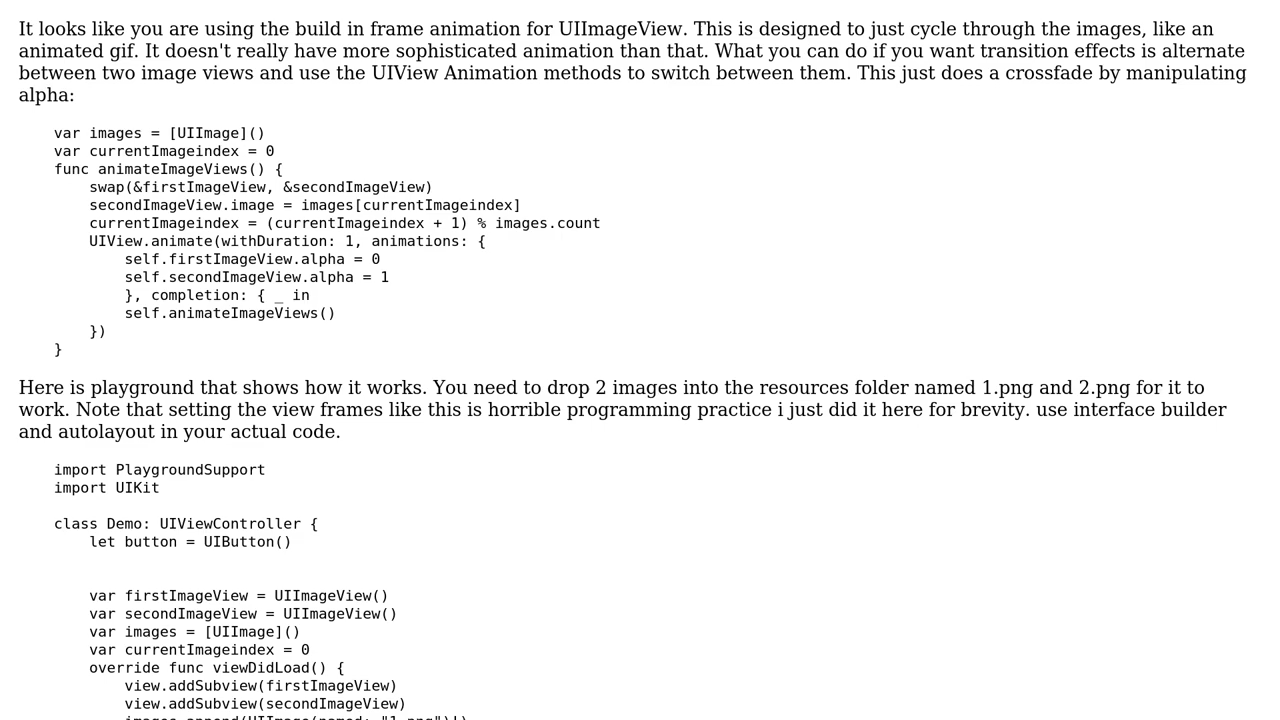 It looks like you are using the build in frame animation for UIImageView. This is designed to just cycle through the images, like an
animated gif. It doesn't really have more sophisticated animation than that. What you can do if you want transition effects is alternate
between two image views and use the UIView Animation methods to switch between them. This just does a crossfade by manipulating
alpha:
var images = [UIImage]()
var currentImageindex = 0
func animateImageViews() {
swap(&firstImageView, &secondImageView)
secondImageView.image = images[currentImageindex]
currentImageindex = (currentImageindex + 1) % images.count
UIView.animate(withDuration: 1, animations: {
self.firstImageView.alpha = 0
self.secondImageView.alpha = 1
}, completion: { _ in
self.animateImageViews()
})
}
Here is playground that shows how it works. You need to drop 2 images into the resources folder named 1.png and 2.png for it to
work. Note that setting the view frames like this is horrible programming practice i just did it here for brevity. use interface builder
and autolayout in your actual code.
import PlaygroundSupport
import UIKit
class Demo: UIViewController {
let button = UIButton()
var firstImageView = UIImageView()
var secondImageView = UIImageView()
var images = [UIImage]()
var currentImageindex = 0
override func viewDidLoad() {
view.addSubview(firstImageView)
view.addSubview(secondImageView)
images.append(UIImage(named: "1.png")!)